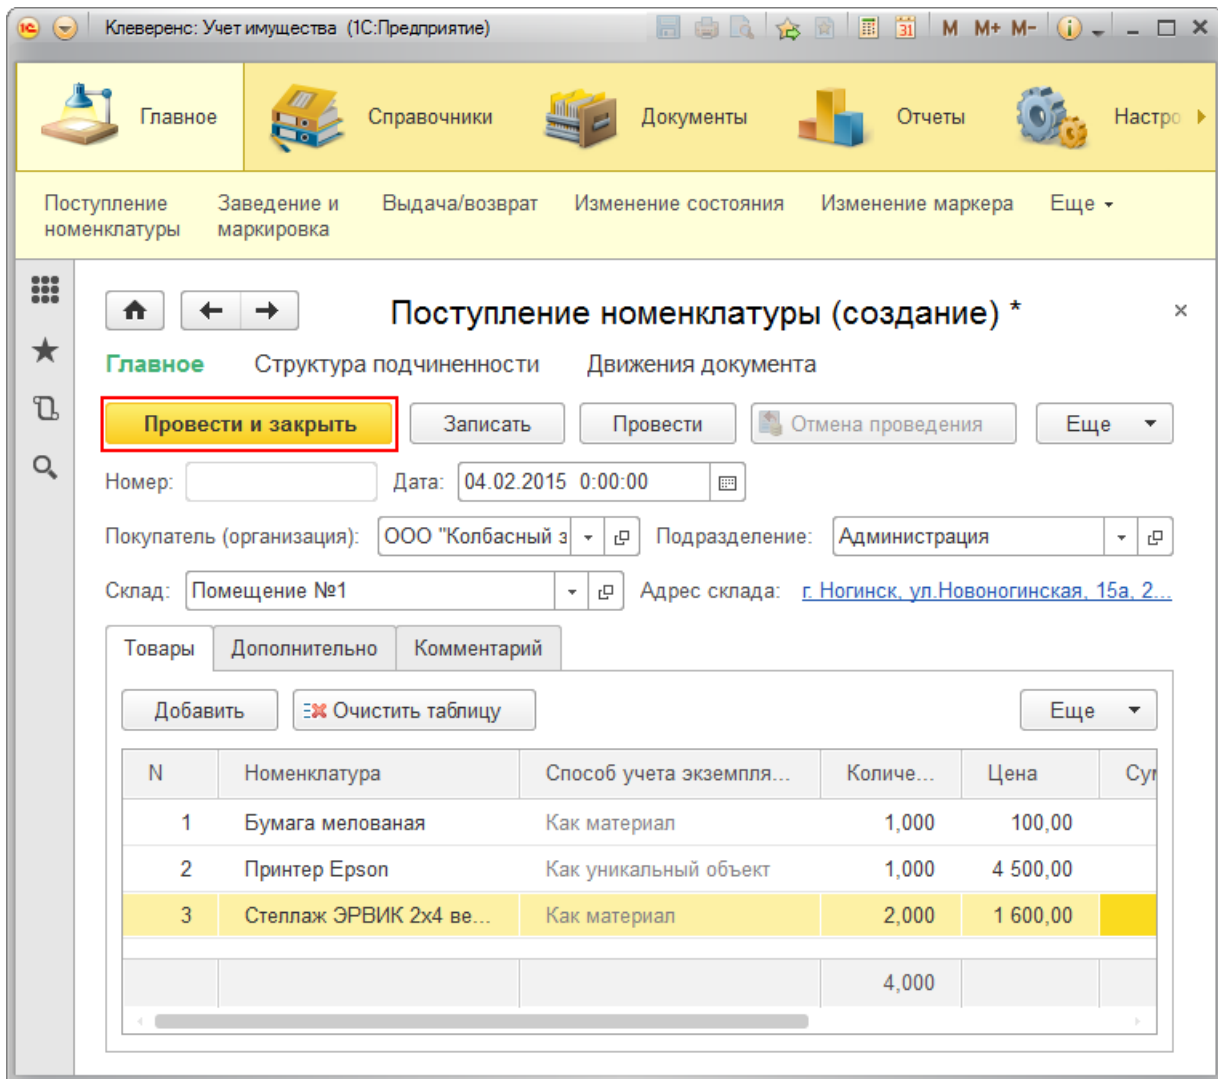 1С Клеверенс: Учет имущества (1С:Предприятие) 31 M M+ M-
Главное Справочники Документы Отчеты Настро
Поступление Заведение и Выдача/возврат Изменение состояния Изменение маркера Еще
номенклатуры маркировка
Поступление номенклатуры (создание) *
Главное Структура подчиненности Движения документа
Провести и закрыть Записать Провести Отмена проведения Еще
Номер: Дата: 04.02.2015 0:00:00
Покупатель (организация): ООО "Колбасный з Подразделение: Администрация
Склад: Помещение №1 Адрес склада: г. Ногинск, ул.Новоногинская, 15а, 2...
Товары Дополнительно Комментарий
Добавить Очистить таблицу Еще
N Номенклатура Способ учета экземпля... Количе... Цена Сум
1 Бумага мелованая Как материал 1,000 100,00
2 Принтер Epson Как уникальный объект 1,000 4 500,00
3 Стеллаж ЭРВИК 2х4 ве... Как материал 2,000 1 600,00
4,000